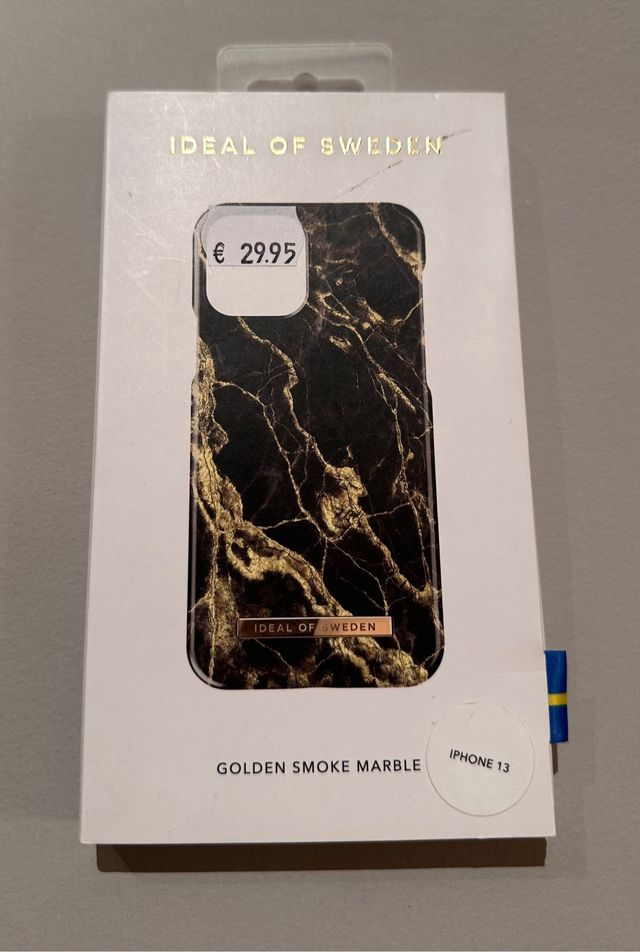 IDEAL OF SWEDEN
€ 29.95
IDEAL OF SWEDEN
GOLDEN SMOKE MARBLE
IPHONE 13